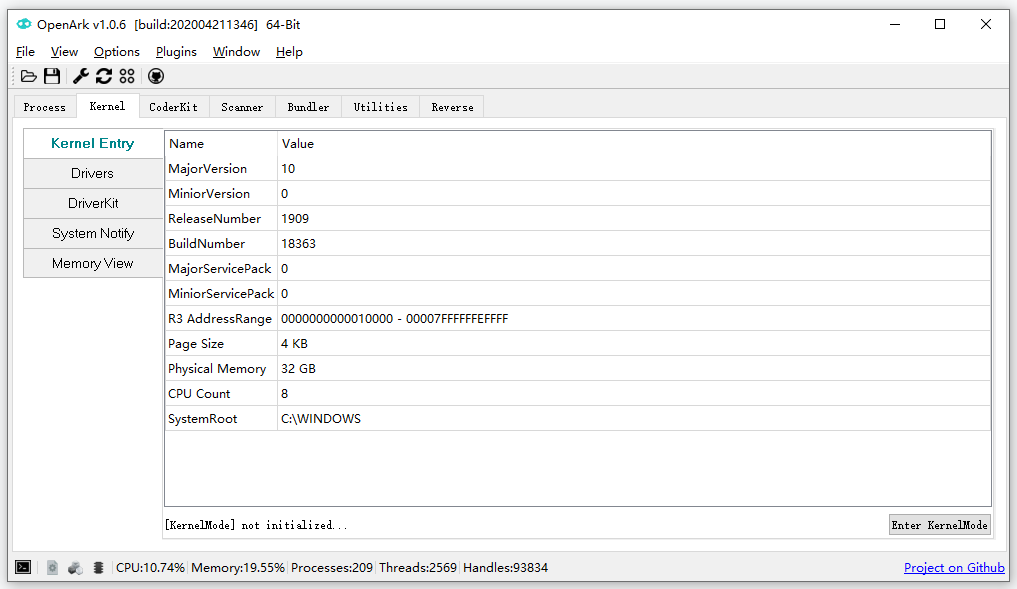 OpenArk v1.0.6 [build:202004211346] 64-Bit
File View Options Plugins Window Help
Process Kernel CoderKit Scanner Bundler Utilities Reverse
Kernel Entry
Drivers
DriverKit
System Notify
Memory View
Name Value
MajorVersion 10
MiniorVersion 0
ReleaseNumber 1909
BuildNumber 18363
MajorServicePack 0
MiniorServicePack 0
R3 AddressRange 0000000000010000 - 00007FFFFFFEFFFF
Page Size 4 KB
Physical Memory 32 GB
CPU Count 8
SystemRoot C:\WINDOWS
[KernelMode] not initialized...
Enter KernelMode
CPU:10.74% Memory:19.55% Processes:209 Threads:2569 Handles:93834
Project on Github